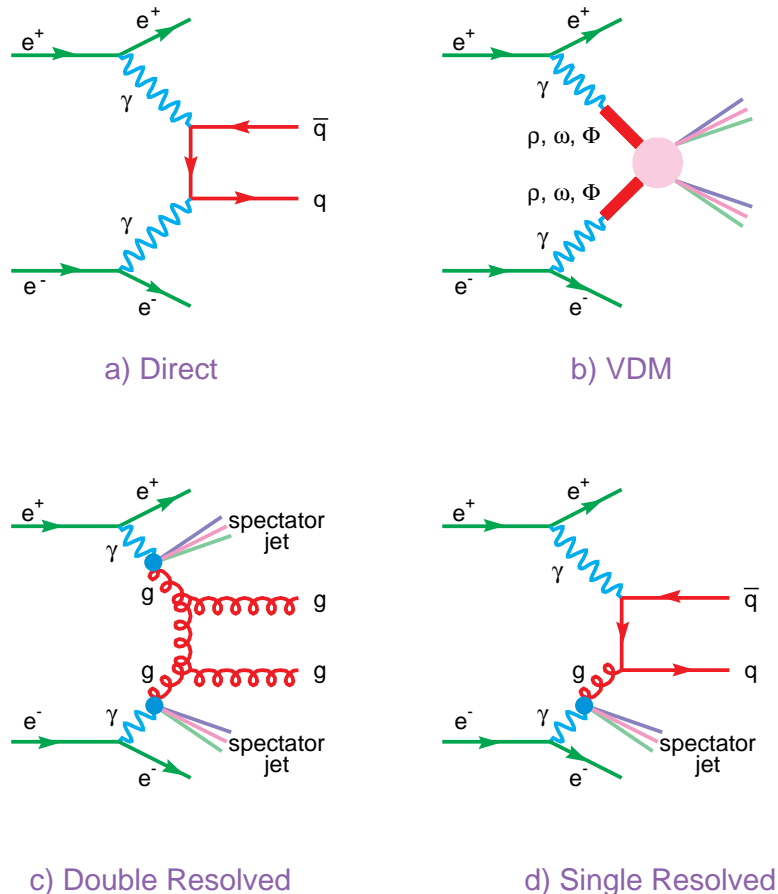 e+
e+
γ
q̅
γ
q
e-
e-
a) Direct
e+
e+
γ
ρ, ω, Φ
ρ, ω, Φ
γ
e-
e-
b) VDM
e+
e+
spectator
jet
γ
g
g
g
g
γ
e-
spectator
jet
e-
c) Double Resolved
e+
e+
γ
q̅
g
q
γ
e-
spectator
jet
e-
d) Single Resolved